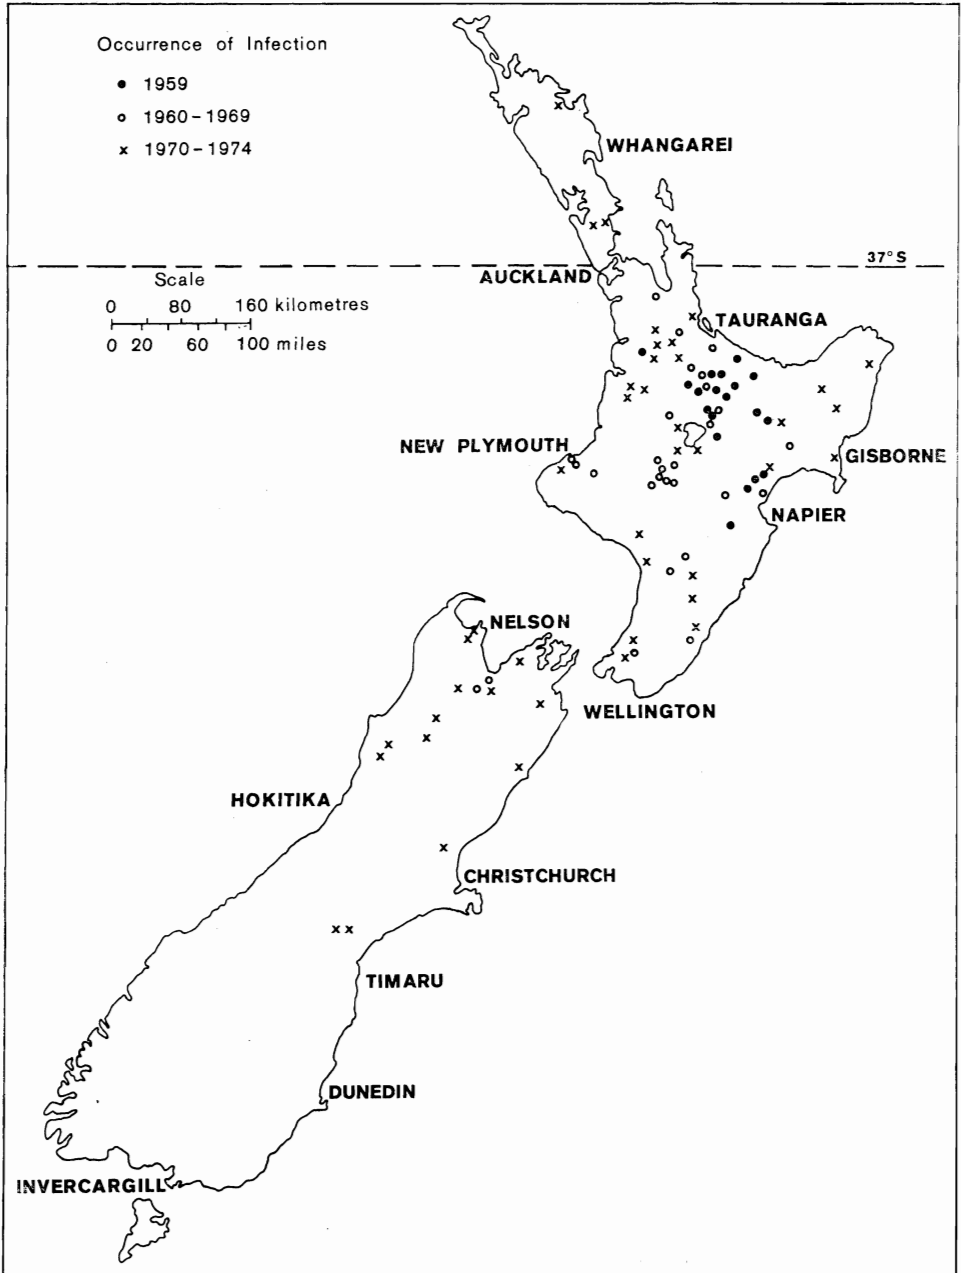 Occurrence of Infection
● 1959
o 1960-1969
x 1970-1974
WHANGAREI
37°S
AUCKLAND
Scale
0 80 160 kilometres
0 20 60 100 miles
TAURANGA
NEW PLYMOUTH
GISBORNE
NAPIER
NELSON
WELLINGTON
HOKITIKA
CHRISTCHURCH
TIMARU
DUNEDIN
INVERCARGILL